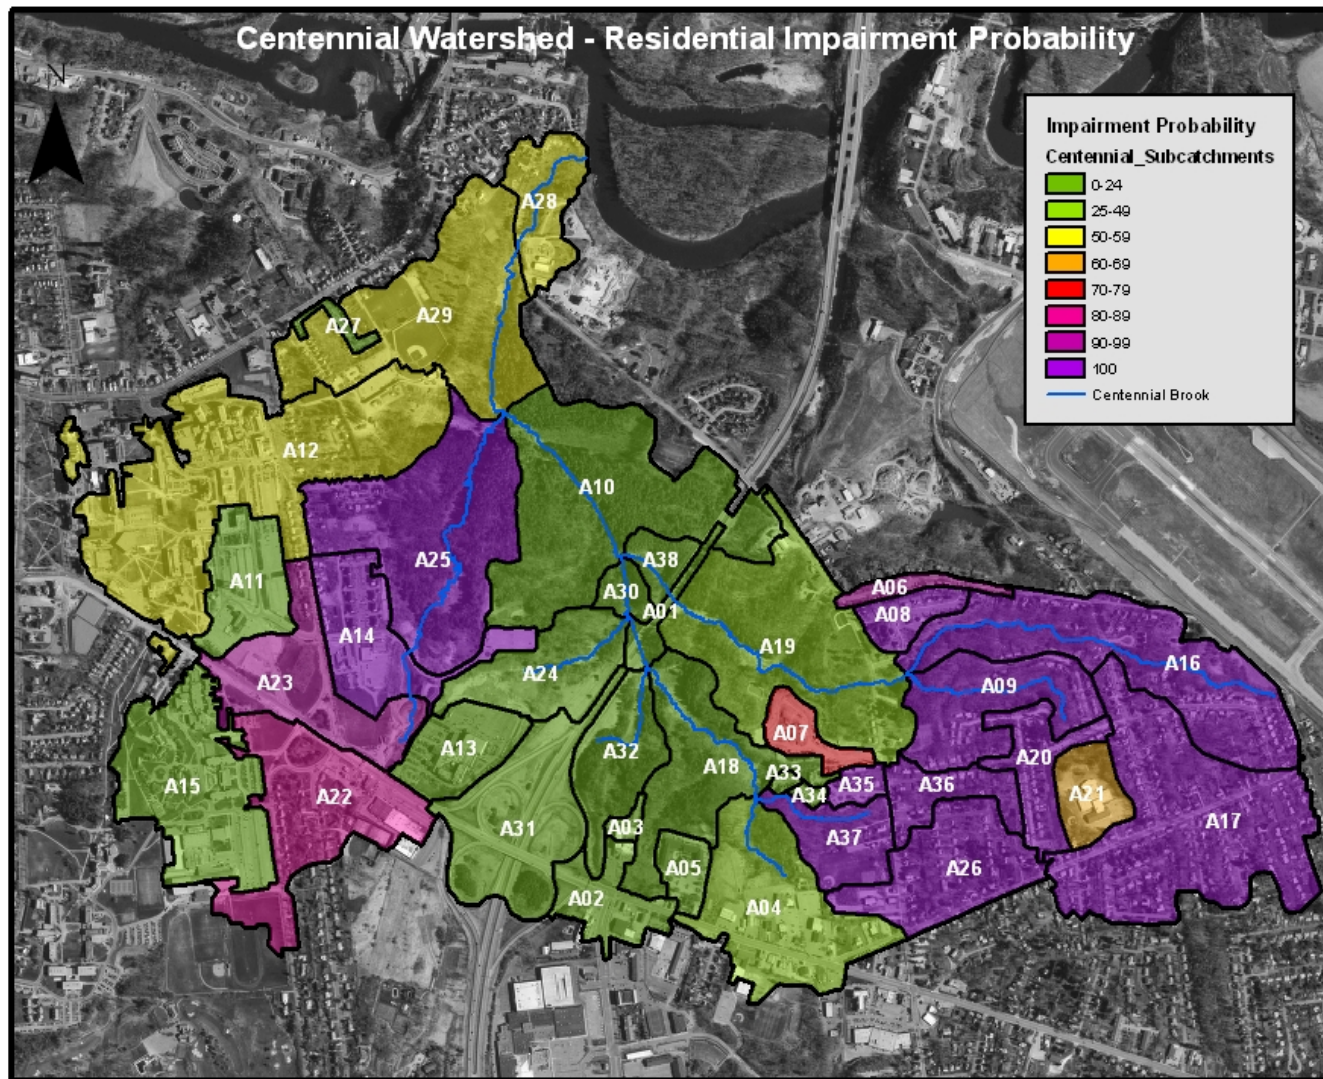 Centennial Watershed - Residential Impairment Probability
N
Impairment Probability
Centennial_Subcatchments
0-24
25-49
50-59
60-69
70-79
80-89
90-99
100
Centennial Brook
A28
A27
A29
A12
A10
A11
A25
A38
A30
A01
A06
A08
A14
A19
A16
A09
A24
A23
A07
A13
A32
A18
A33
A35
A36
A20
A21
A15
A22
A34
A31
A03
A37
A17
A05
A26
A02
A04